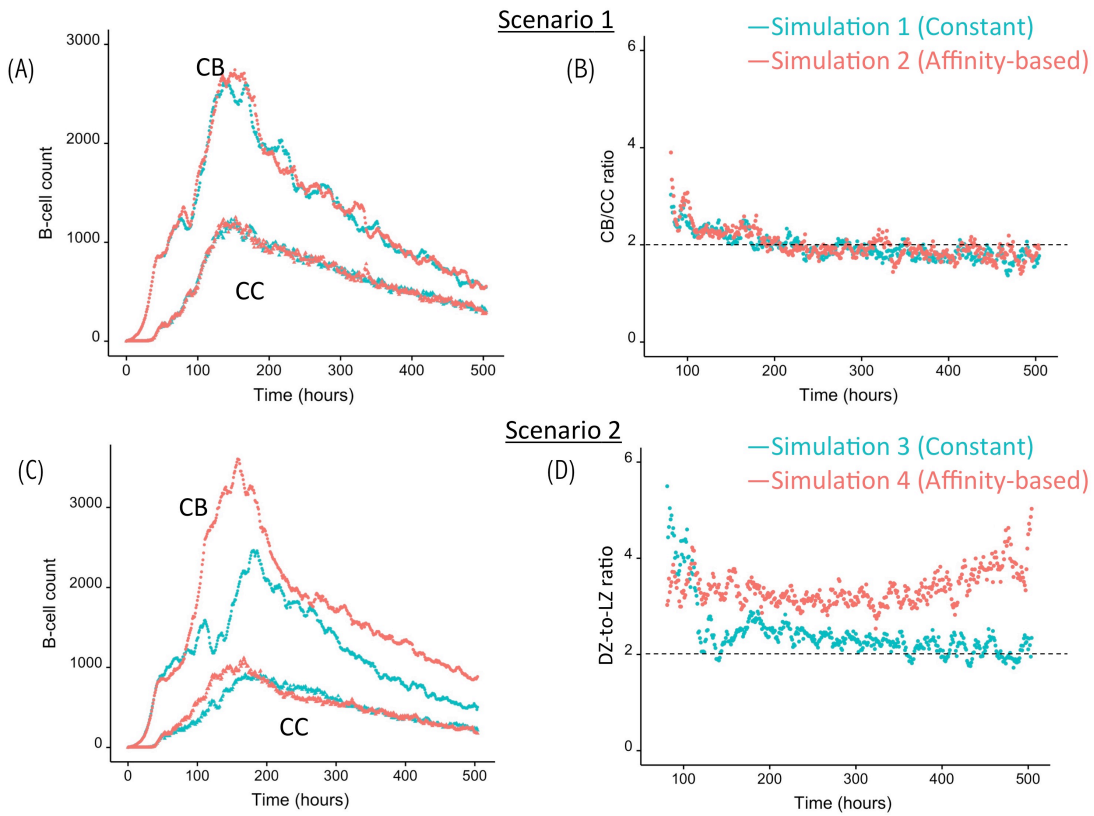 Scenario 1
Simulation 1 (Constant)
Simulation 2 (Affinity-based)
(A)
B-cell count
3000
2000
1000
0
CB
CC
0 100 200 300 400 500
Time (hours)
(B)
CB/CC ratio
6
4
2
0
100 200 300 400 500
Time (hours)
Scenario 2
Simulation 3 (Constant)
Simulation 4 (Affinity-based)
(C)
B-cell count
3000
2000
1000
0
CB
CC
0 100 200 300 400 500
Time (hours)
(D)
DZ-to-LZ ratio
6
4
2
0
100 200 300 400 500
Time (hours)